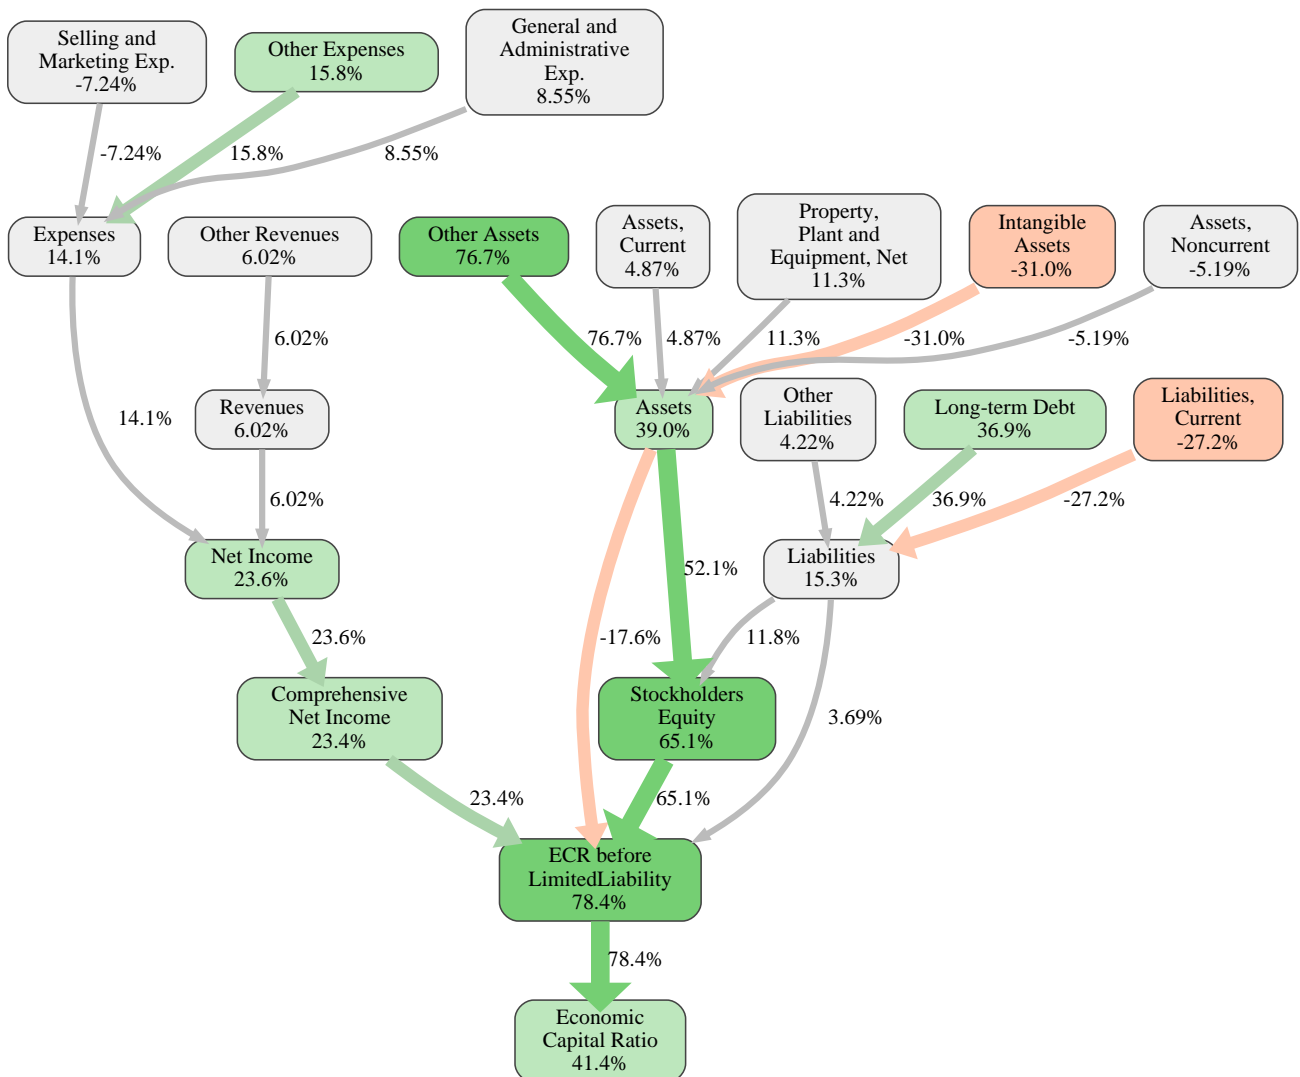 Selling and
Marketing Exp.
-7.24%
Other Expenses
15.8%
General and
Administrative
Exp.
8.55%
-7.24%
15.8%
8.55%
Expenses
14.1%
Other Revenues
6.02%
Other Assets
76.7%
Assets,
Current
4.87%
Property,
Plant and
Equipment, Net
11.3%
Intangible
Assets
-31.0%
Assets,
Noncurrent
-5.19%
6.02%
76.7%
4.87%
11.3%
-31.0%
-5.19%
14.1%
Revenues
6.02%
Assets
39.0%
Other
Liabilities
4.22%
Long-term Debt
36.9%
Liabilities,
Current
-27.2%
6.02%
4.22%
36.9%
-27.2%
Net Income
23.6%
52.1%
Liabilities
15.3%
23.6%
-17.6%
11.8%
Comprehensive
Net Income
23.4%
Stockholders
Equity
65.1%
3.69%
23.4%
65.1%
ECR before
LimitedLiability
78.4%
78.4%
Economic
Capital Ratio
41.4%